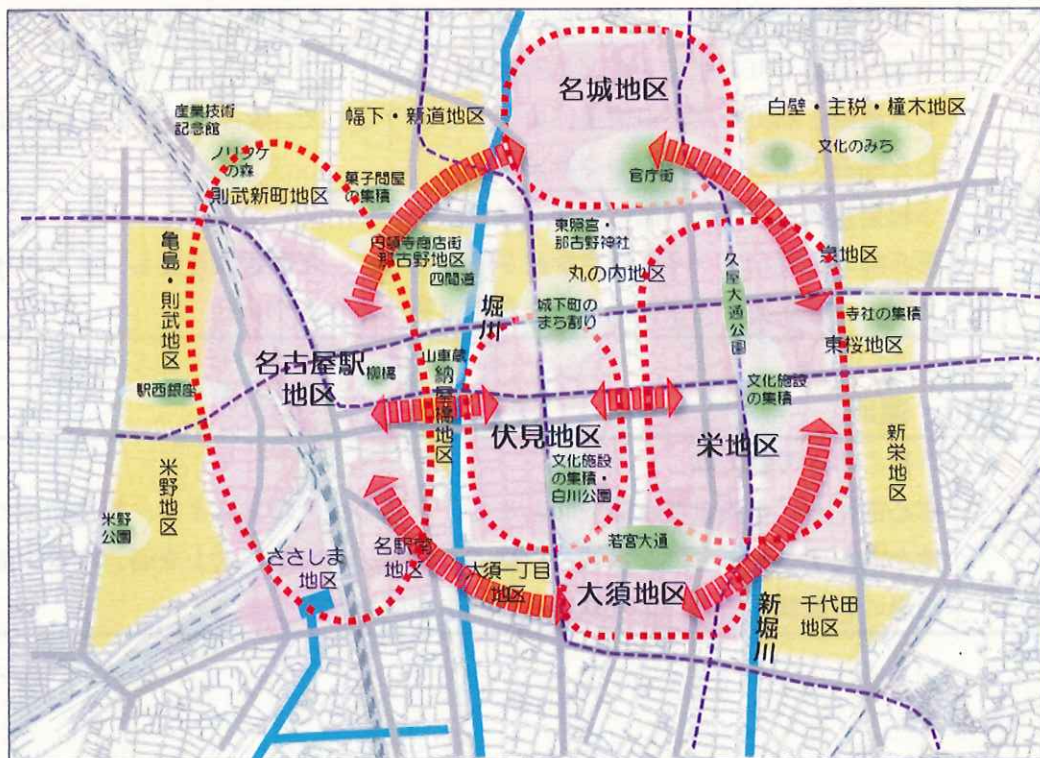 名城地区
白壁・主税・橦木地区
文化のみち
産業技術
記念館
幅下・新道地区
ノリタケ
の森
則武新町地区
菓子問屋
の集積
官庁街
円頓寺商店街
那古野地区
四間道
東照宮・
那古野神社
丸の内地区
久屋大通公園
泉地区
亀島・則武地区
堀川
城下町の
まち割り
寺社の集積
東桜地区
名古屋駅
地区
柳橋
山車蔵
納屋橋地区
駅西銀座
文化施設
の集積
伏見地区
栄地区
新栄地区
米野地区
文化施設
の集積・
白川公園
米野
公園
若宮大通
ささしま
地区
名駅南
地区
大須一丁目
地区
大須地区
新堀川
千代田
地区